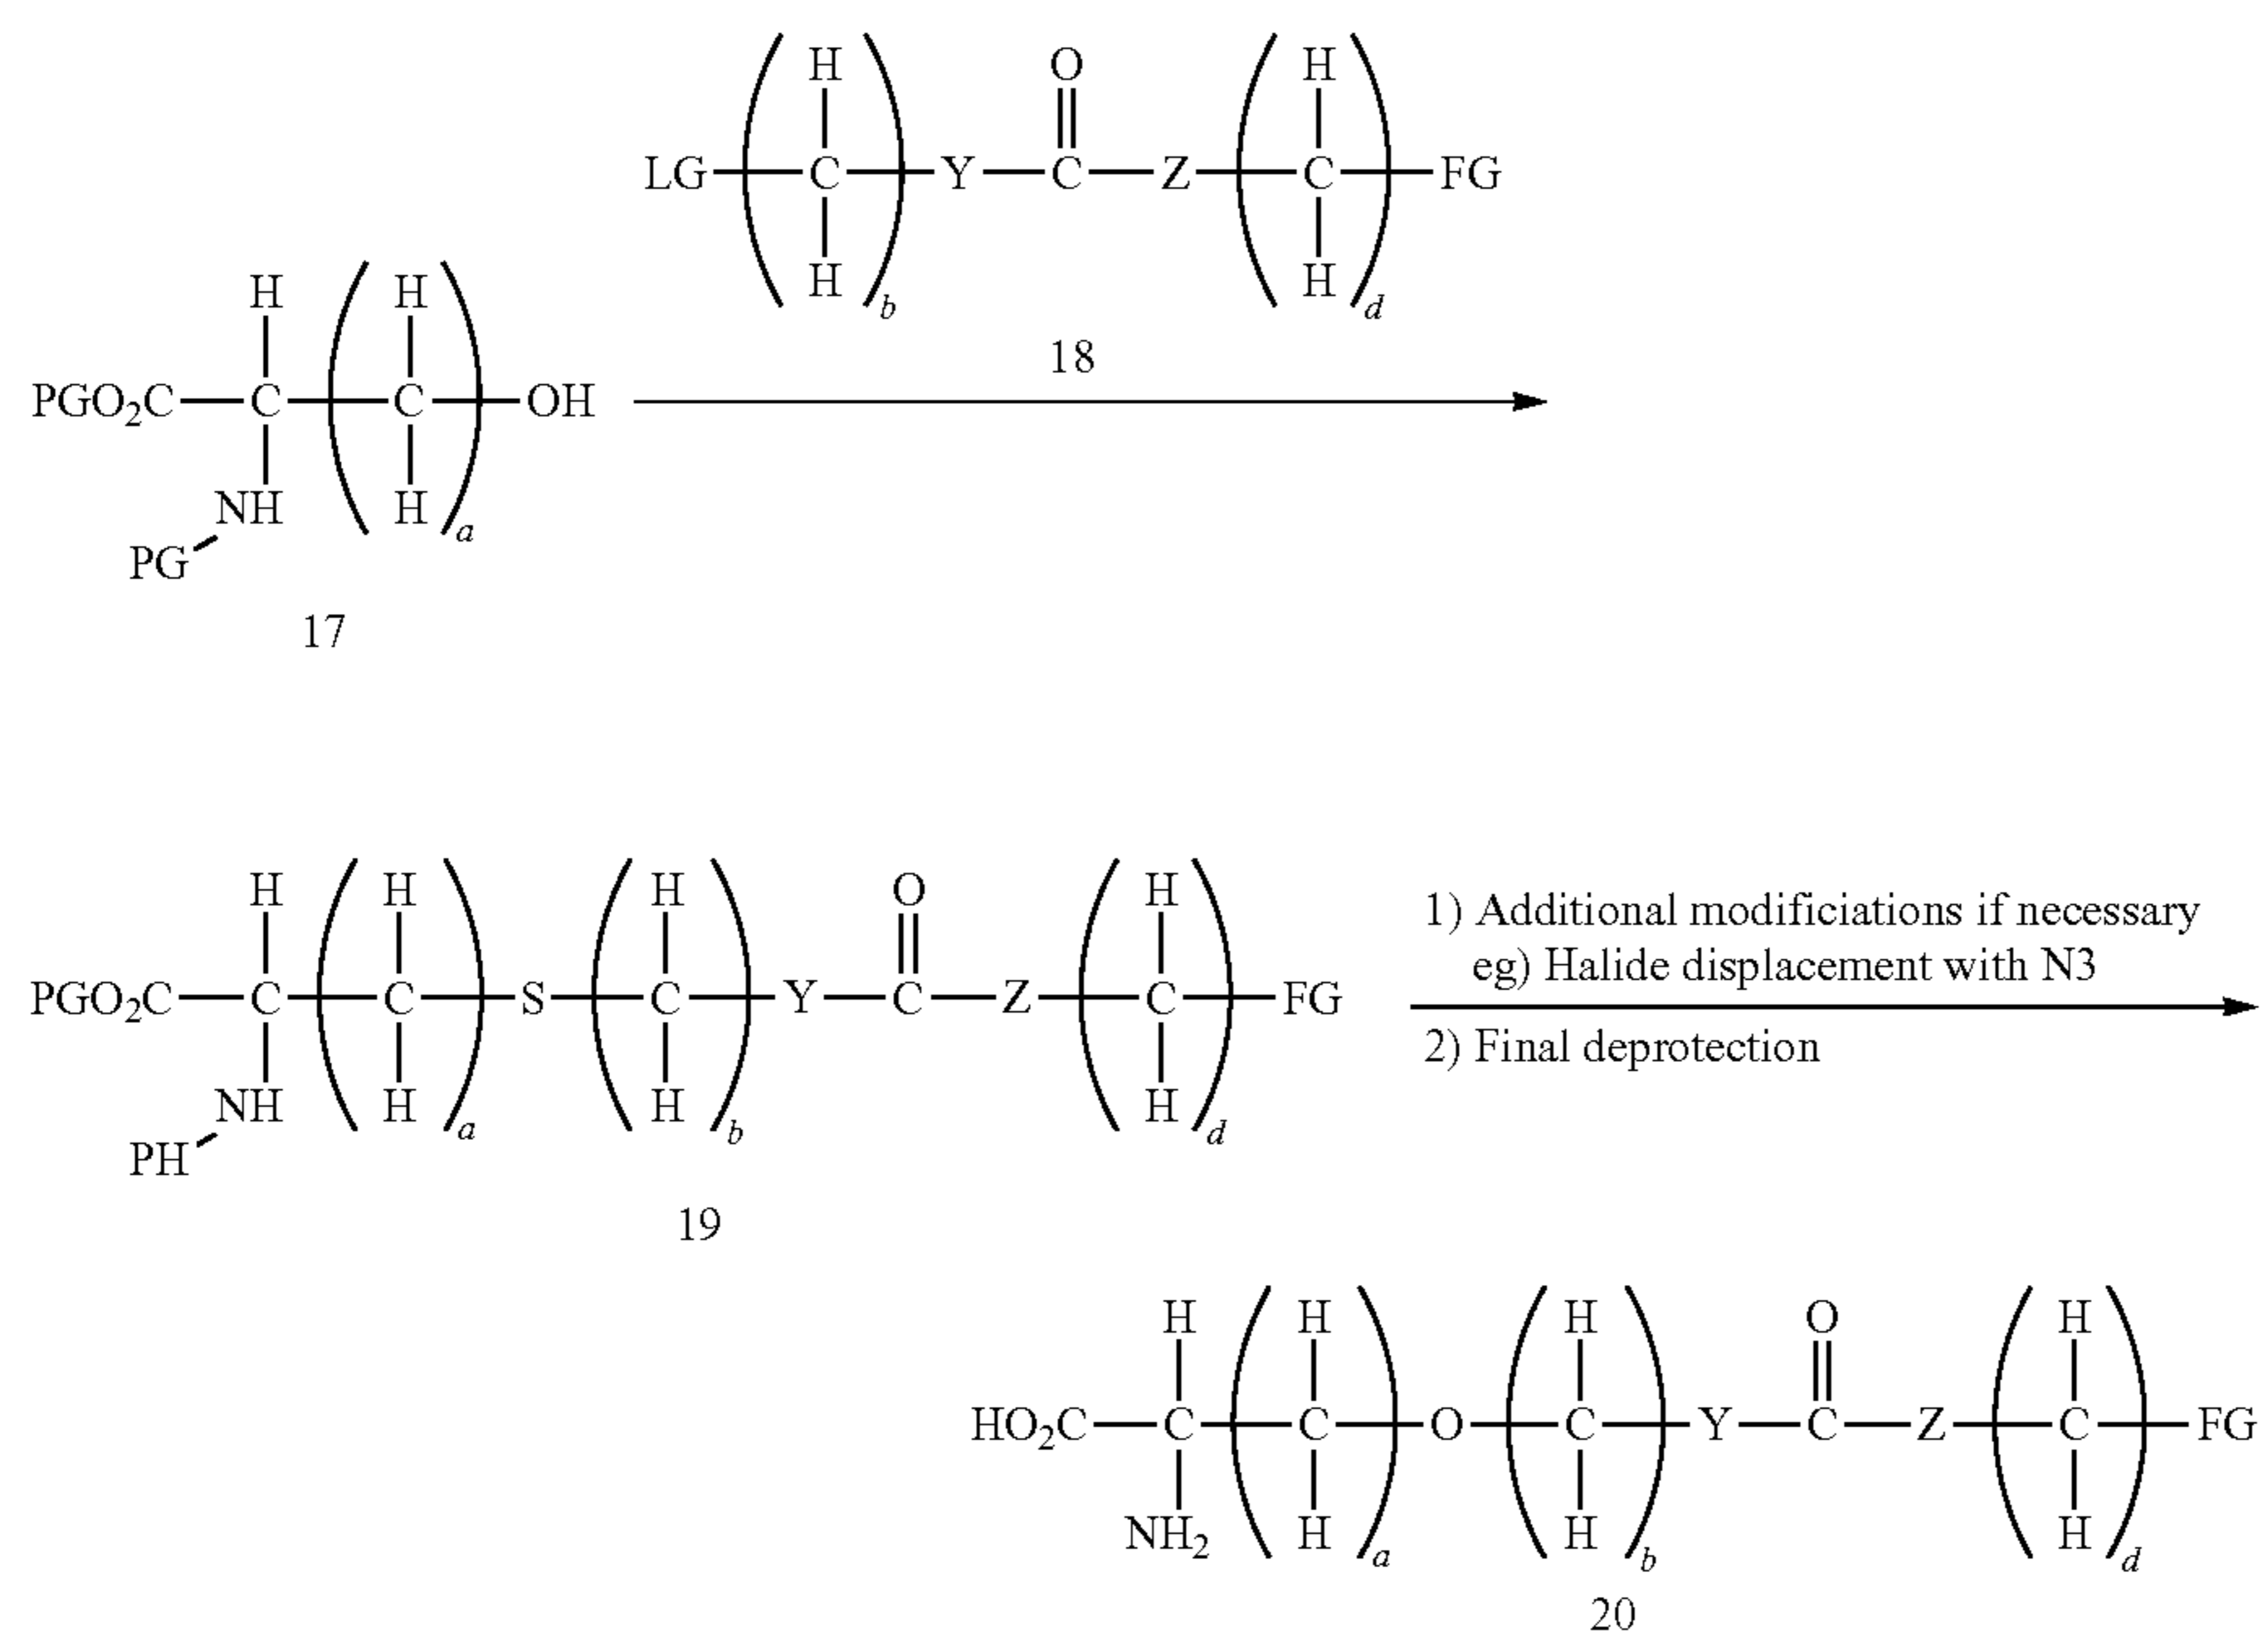 H O H
LG C Y C Z C FG
H b H d
18
H H
PGO2C C C OH
NH H a
PG
17
H H H O H
PGO2C C C S C Y C Z C FG
NH H a H b H d
PH
19
1) Additional modificiations if necessary
eg) Halide displacement with N3
2) Final deprotection
H H H O H
HO2C C C O C Y C Z C FG
NH2 H a H b H d
20